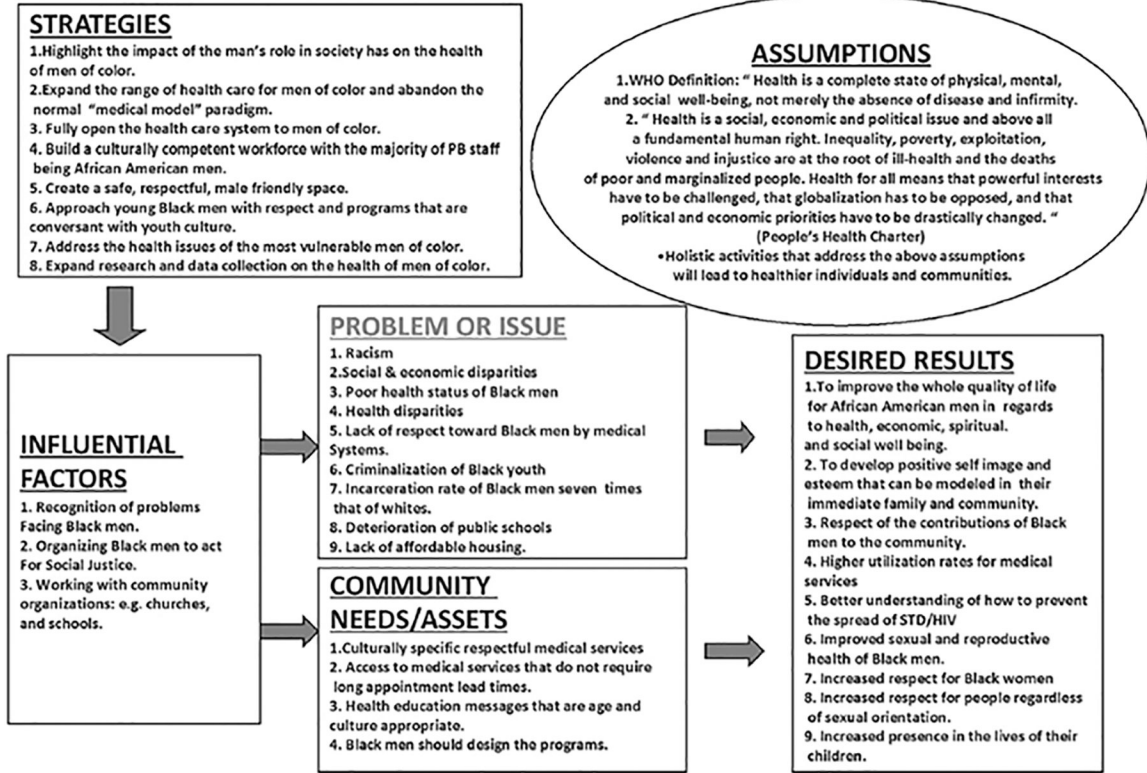 STRATEGIES
1.Highlight the impact of the man's role in society has on the health
of men of color.
2.Expand the range of health care for men of color and abandon the
normal "medical model" paradigm.
3. Fully open the health care system to men of color.
4. Build a culturally competent workforce with the majority of PB staff
being African American men.
5. Create a safe, respectful, male friendly space.
6. Approach young Black men with respect and programs that are
conversant with youth culture.
7. Address the health issues of the most vulnerable men of color.
8. Expand research and data collection on the health of men of color.
ASSUMPTIONS
1.WHO Definition: " Health is a complete state of physical, mental,
and social well-being, not merely the absence of disease and infirmity.
2. " Health is a social, economic and political issue and above all
a fundamental human right. Inequality, poverty, exploitation,
violence and injustice are at the root of ill-health and the deaths
of poor and marginalized people. Health for all means that powerful interests
have to be challenged, that globalization has to be opposed, and that
political and economic priorities have to be drastically changed. "
(People's Health Charter)
•Holistic activities that address the above assumptions
will lead to healthier individuals and communities.
INFLUENTIAL
FACTORS
1. Recognition of problems
Facing Black men.
2. Organizing Black men to act
For Social Justice.
3. Working with community
organizations: e.g. churches,
and schools.
PROBLEM OR ISSUE
1. Racism
2.Social & economic disparities
3. Poor health status of Black men
4. Health disparities
5. Lack of respect toward Black men by medical
Systems.
6. Criminalization of Black youth
7. Incarceration rate of Black men seven times
that of whites.
8. Deterioration of public schools
9. Lack of affordable housing.
COMMUNITY
NEEDS/ASSETS
1.Culturally specific respectful medical services
2. Access to medical services that do not require
long appointment lead times.
3. Health education messages that are age and
culture appropriate.
4. Black men should design the programs.
DESIRED RESULTS
1.To improve the whole quality of life
for African American men in regards
to health, economic, spiritual.
and social well being.
2. To develop positive self image and
esteem that can be modeled in their
immediate family and community.
3. Respect of the contributions of Black
men to the community.
4. Higher utilization rates for medical
services
5. Better understanding of how to prevent
the spread of STD/HIV
6. Improved sexual and reproductive
health of Black men.
7. Increased respect for Black women
8. Increased respect for people regardless
of sexual orientation.
9. Increased presence in the lives of their
children.